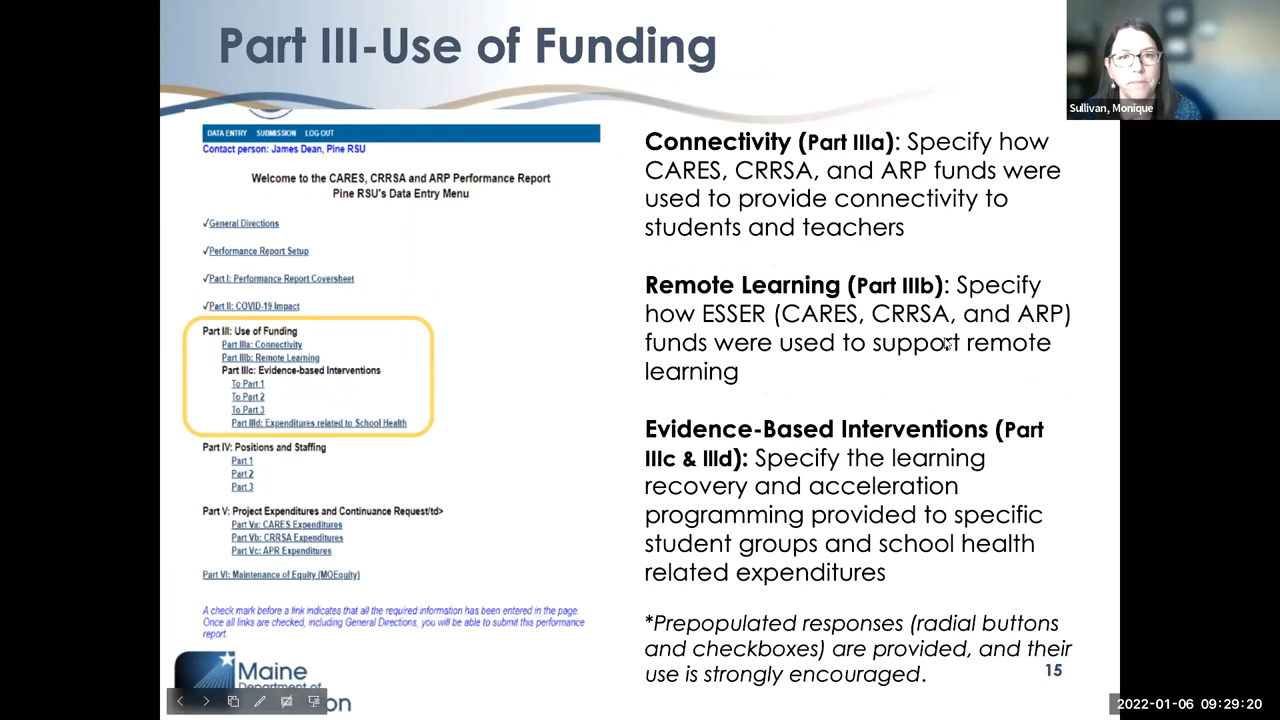 Part III-Use of Funding
Sullivan, Monique
DATA ENTRY SUBMISSION LOG OUT
Contact person: James Dean, Pine RSU
Welcome to the CARES, CRRSA and ARP Performance Report
Pine RSU's Data Entry Menu
✓General Directions
✓Performance Report Setup
✓Part I: Performance Report Coversheet
✓Part II: COVID-19 Impact
Part III: Use of Funding
Part IIIa: Connectivity
Part IIIb: Remote Learning
Part IIIc: Evidence-based Interventions
To Part 1
To Part 2
To Part 3
Part IIId: Expenditures related to School Health
Part IV: Positions and Staffing
Part 1
Part 2
Part 3
Part V: Project Expenditures and Continuance Request/td>
Part Va: CARES Expenditures
Part Vb: CRRSA Expenditures
Part Vc: APR Expenditures
Part VI: Maintenance of Equity (MOEquity)
A check mark before a link indicates that all the required information has been entered in the page.
Once all links are checked, including General Directions, you will be able to submit this performance
report.
Connectivity (Part IIIa): Specify how
CARES, CRRSA, and ARP funds were
used to provide connectivity to
students and teachers
Remote Learning (Part IIIb): Specify
how ESSER (CARES, CRRSA, and ARP)
funds were used to support remote
learning
Evidence-Based Interventions (Part
IIIc & IIId): Specify the learning
recovery and acceleration
programming provided to specific
student groups and school health
related expenditures
*Prepopulated responses (radial buttons
and checkboxes) are provided, and their
use is strongly encouraged.
15
Maine
Department of
on
2022-01-06 09:29:20